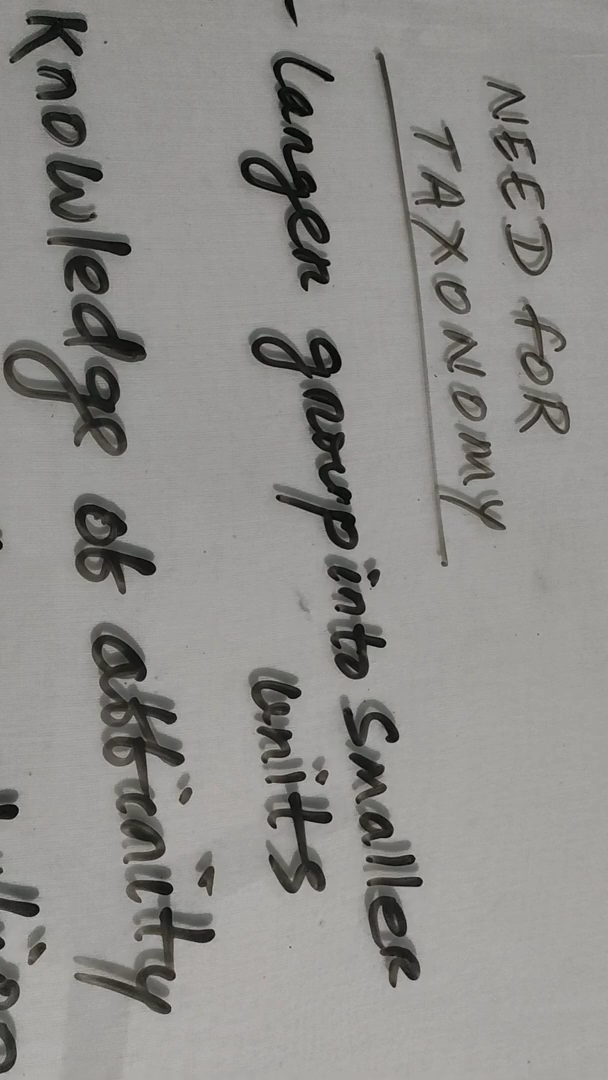 NEED foR
TAXONOMY
- Larger group into smaller
units
Knowledge of affinity